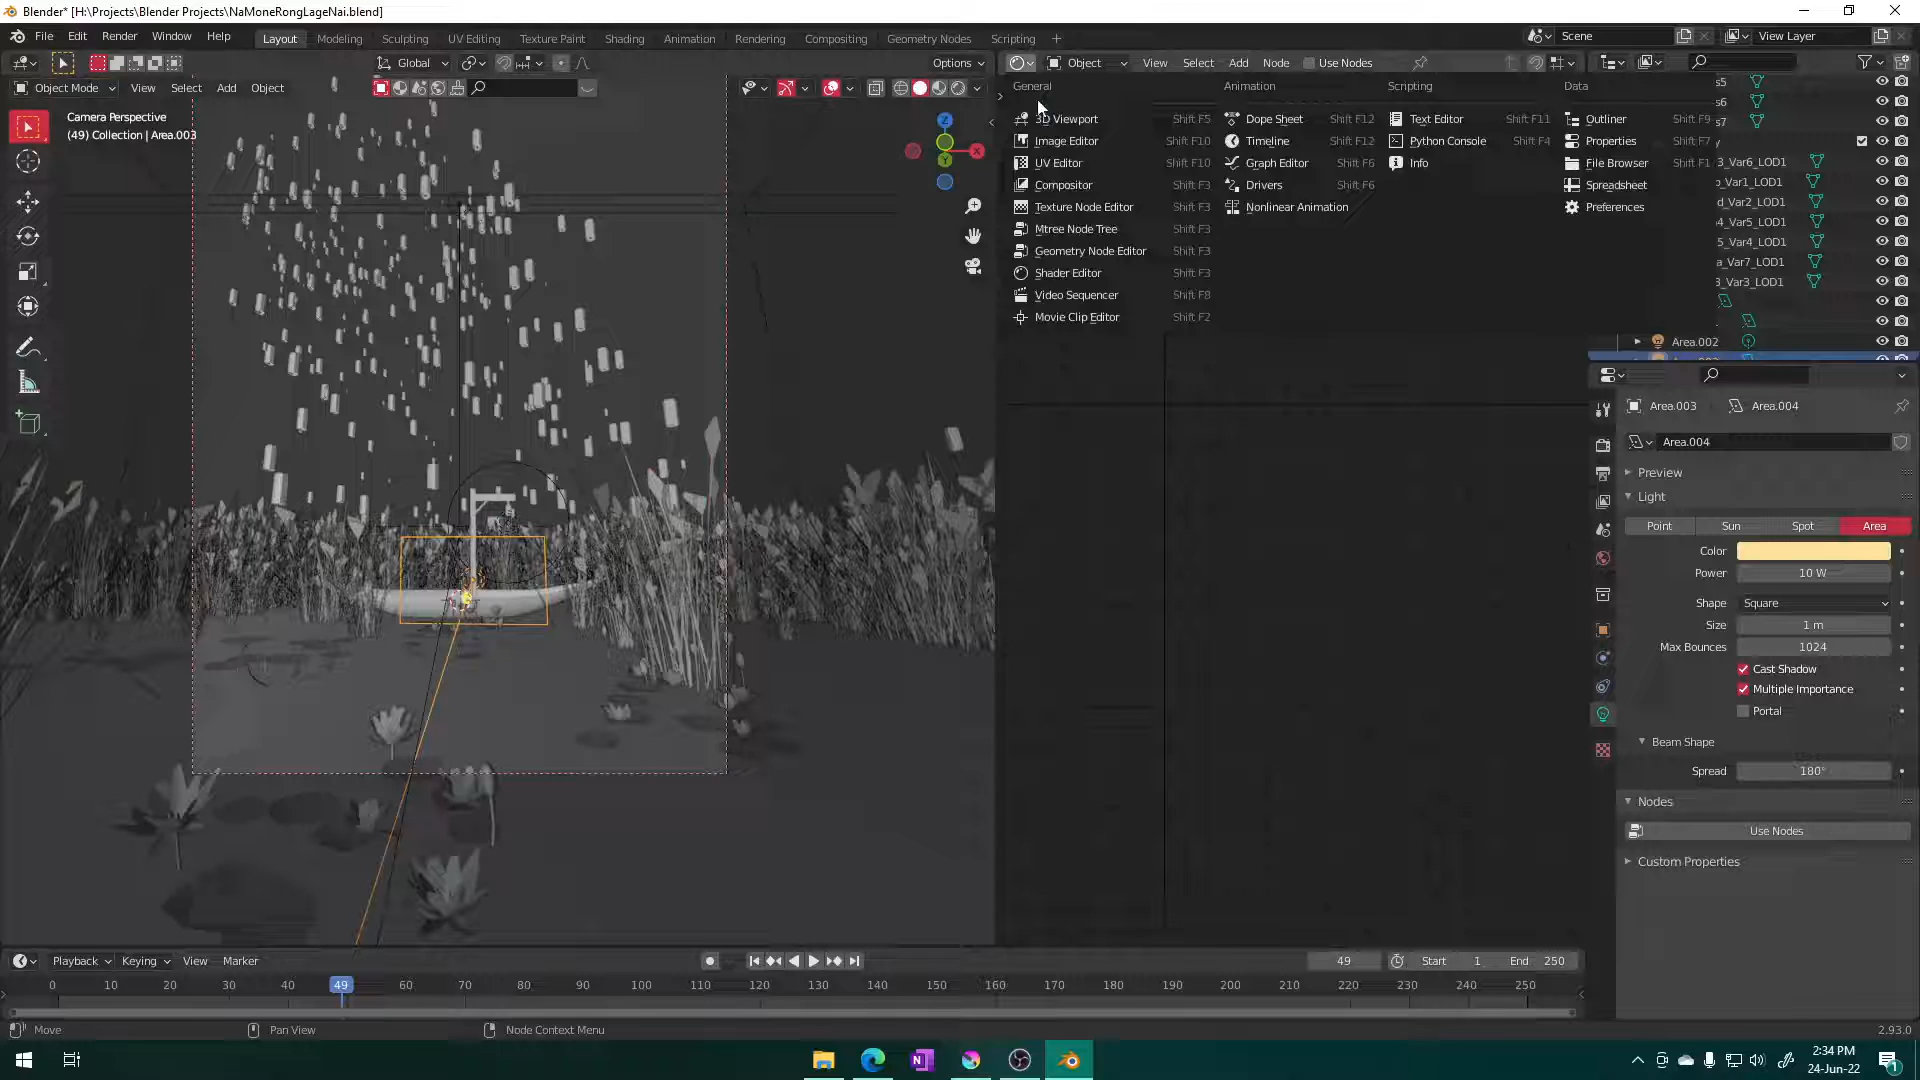 Blender* [H:\Projects\Blender Projects\NaMoneRongLageNai.blend]
File Edit Render Window Help Layout Modeling Sculpting UV Editing Texture Paint Shading Animation Rendering Compositing Geometry Nodes Scripting + Scene View Layer
Global Options Object View Select Add Node Use Nodes
Object Mode View Select Add Object
General Animation Scripting Data
Camera Perspective
(49) Collection | Area.003
3D Viewport Shift F5 Dope Sheet Shift F12 Text Editor Shift F11 Outliner Shift F9
Image Editor Shift F10 Timeline Shift F12 Python Console Shift F4 Properties Shift F7
UV Editor Shift F10 Graph Editor Shift F6 Info File Browser Shift F1
Compositor Shift F3 Drivers Shift F6 Spreadsheet
Texture Node Editor Shift F3 Nonlinear Animation Preferences
Mtree Node Tree Shift F3
Geometry Node Editor Shift F3
Shader Editor Shift F3
Video Sequencer Shift F8
Movie Clip Editor Shift F2
s5
s6
s7
3_Var6_LOD1
_Var1_LOD1
d_Var2_LOD1
4_Var5_LOD1
5_Var4_LOD1
a_Var7_LOD1
3_Var3_LOD1
Area.002
Z
X
Y
Area.003 Area.004
Area.004
Preview
Light
Point Sun Spot Area
Color
Power 10 W
Shape Square
Size 1 m
Max Bounces 1024
Cast Shadow
Multiple Importance
Portal
Beam Shape
Spread 180°
Nodes
Use Nodes
Custom Properties
Playback Keying View Marker 49 Start 1 End 250
0 10 20 30 40 49 60 70 80 90 100 110 120 130 140 150 160 170 180 190 200 210 220 230 240 250
Move Pan View Node Context Menu 2.93.0
2:34 PM
24-Jun-22
1